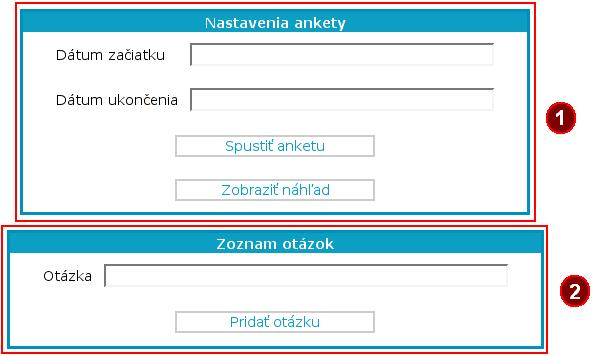 Nastavenia ankety
Dátum začiatku
Dátum ukončenia
Spustiť anketu
Zobraziť náhľad
1
Zoznam otázok
Otázka
Pridať otázku
2